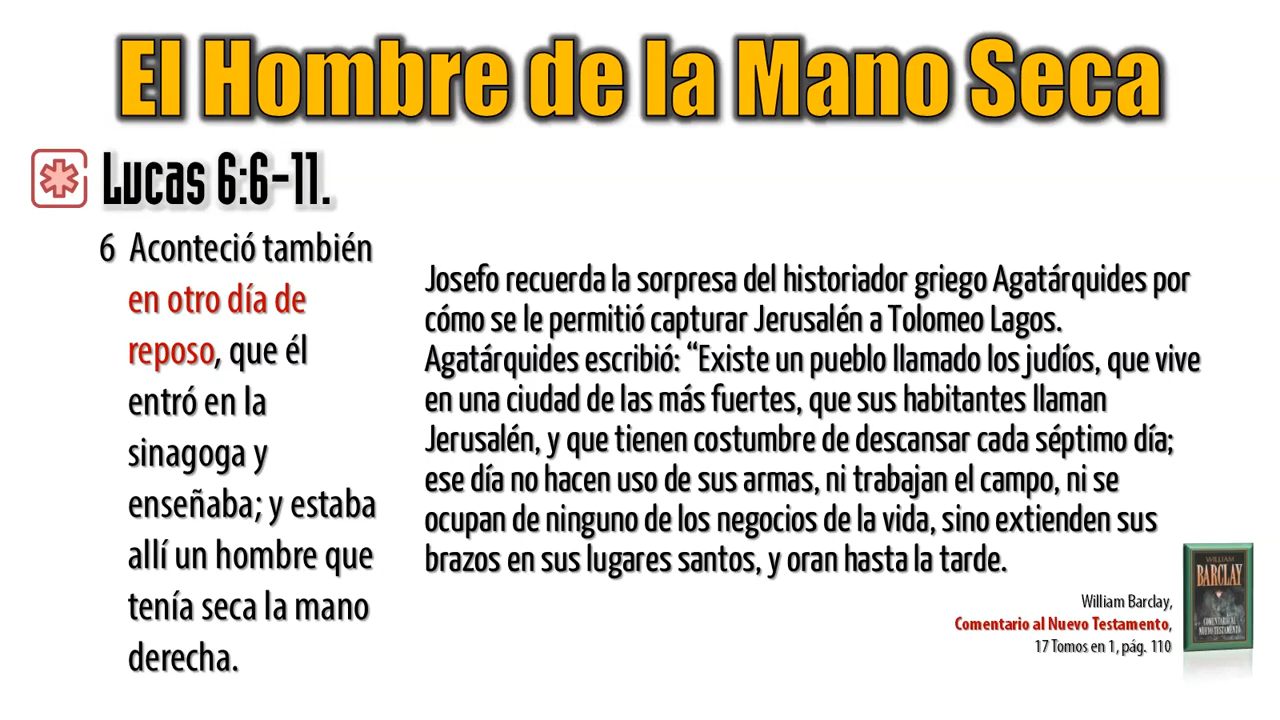 El Hombre de la Mano Seca
Lucas 6:6-11.
6 Aconteció también
en otro día de
reposo, que él
entró en la
sinagoga y
enseñaba; y estaba
allí un hombre que
tenía seca la mano
derecha.
Josefo recuerda la sorpresa del historiador griego Agatárquides por
cómo se le permitió capturar Jerusalén a Tolomeo Lagos.
Agatárquides escribió: “Existe un pueblo llamado los judíos, que vive
en una ciudad de las más fuertes, que sus habitantes llaman
Jerusalén, y que tienen costumbre de descansar cada séptimo día;
ese día no hacen uso de sus armas, ni trabajan el campo, ni se
ocupan de ninguno de los negocios de la vida, sino extienden sus
brazos en sus lugares santos, y oran hasta la tarde.
William Barclay,
Comentario al Nuevo Testamento,
17 Tomos en 1, pág. 110
WILLIAM
BARCLAY
COMENTARIO AL
NUEVO TESTAMENTO